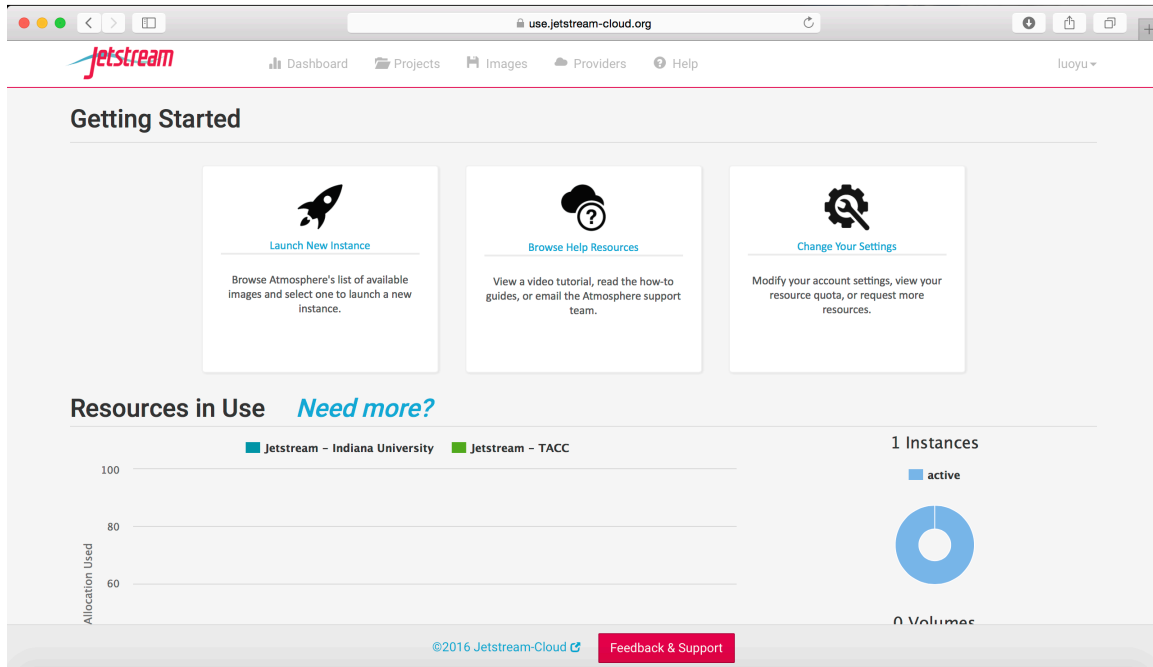 use.jetstream-cloud.org
Jetstream
Dashboard
Projects
Images
Providers
Help
luoyu
Getting Started
Launch New Instance
Browse Atmosphere's list of available
images and select one to launch a new
instance.
Browse Help Resources
View a video tutorial, read the how-to
guides, or email the Atmosphere support
team.
Change Your Settings
Modify your account settings, view your
resource quota, or request more
resources.
Resources in Use Need more?
Jetstream – Indiana University
Jetstream – TACC
100
80
60
Allocation Used
1 Instances
active
0 Volumes
©2016 Jetstream-Cloud
Feedback & Support